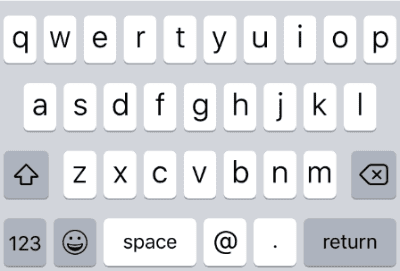 q w e r t y u i o p
a s d f g h j k l
z x c v b n m
123 space @ . return